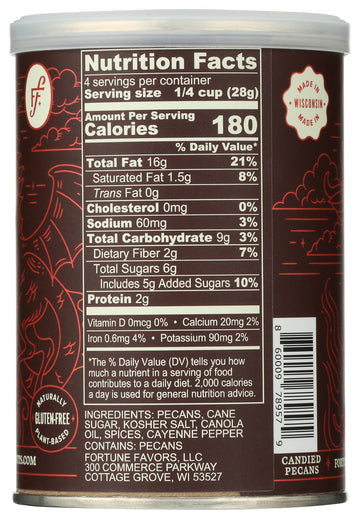 Nutrition Facts
4 servings per container
Serving size 1/4 cup (28g)
Amount Per Serving
Calories 180
% Daily Value*
Total Fat 16g 21%
Saturated Fat 1.5g 8%
Trans Fat 0g
Cholesterol 0mg 0%
Sodium 60mg 3%
Total Carbohydrate 9g 3%
Dietary Fiber 2g 7%
Total Sugars 6g
Includes 5g Added Sugars 10%
Protein 2g
Vitamin D 0mcg 0% • Calcium 20mg 2%
Iron 0.6mg 4% • Potassium 90mg 2%
*The % Daily Value (DV) tells you how
much a nutrient in a serving of food
contributes to a daily diet. 2,000 calories
a day is used for general nutrition advice.
INGREDIENTS: PECANS, CANE
SUGAR, KOSHER SALT, CANOLA
OIL, SPICES, CAYENNE PEPPER
CONTAINS: PECANS
FORTUNE FAVORS, LLC
300 COMMERCE PARKWAY
COTTAGE GROVE, WI 53527
ff.
MADE IN
• WISCONSIN •
MADE IN
NATURALLY
GLUTEN-FREE
PLANT-BASED
8 60009 78957 9
CANDIED
PECANS